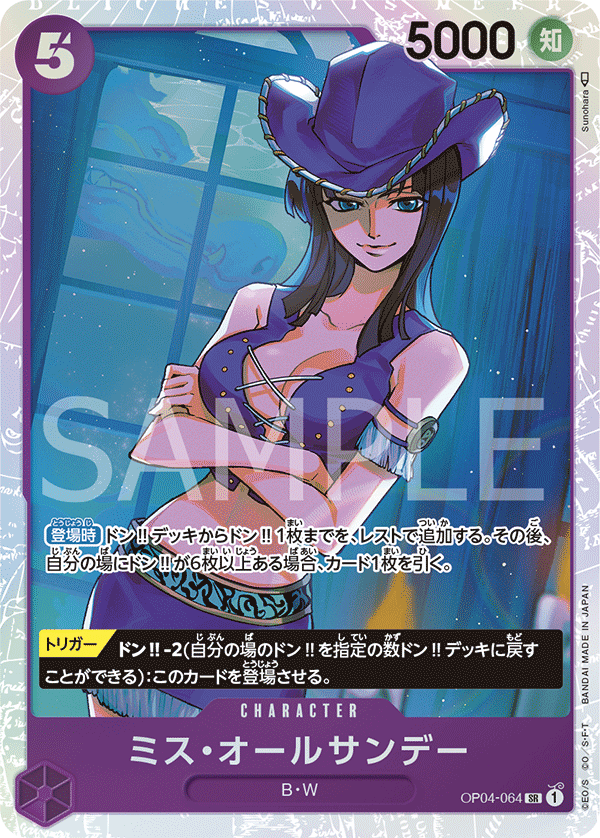 5
5000
知
Sunohara
SAMPLE
登場時 ドン!!デッキからドン!!1枚までを、レストで追加する。その後、
自分の場にドン!!が6枚以上ある場合、カード1枚を引く。
トリガー ドン!!-2(自分の場のドン!!を指定の数ドン!!デッキに戻す
ことができる):このカードを登場させる。
CHARACTER
ミス・オールサンデー
B・W
OP04-064 SR 1
©E.O/S ©O/S・F・T BANDAI MADE IN JAPAN